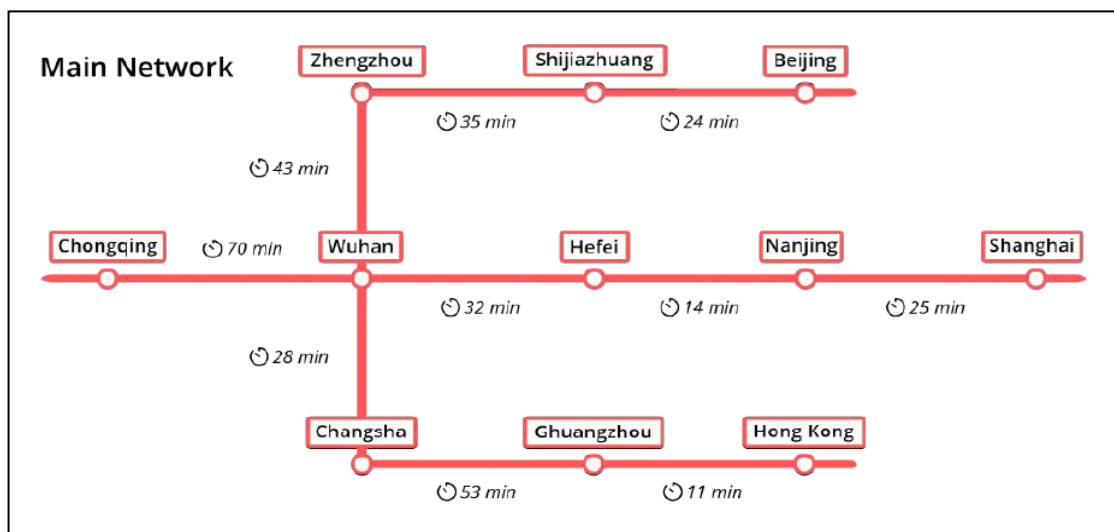 Main Network
Zhengzhou
Shijiazhuang
Beijing
35 min
24 min
43 min
Chongqing
70 min
Wuhan
Hefei
Nanjing
Shanghai
32 min
14 min
25 min
28 min
Changsha
Ghuangzhou
Hong Kong
53 min
11 min